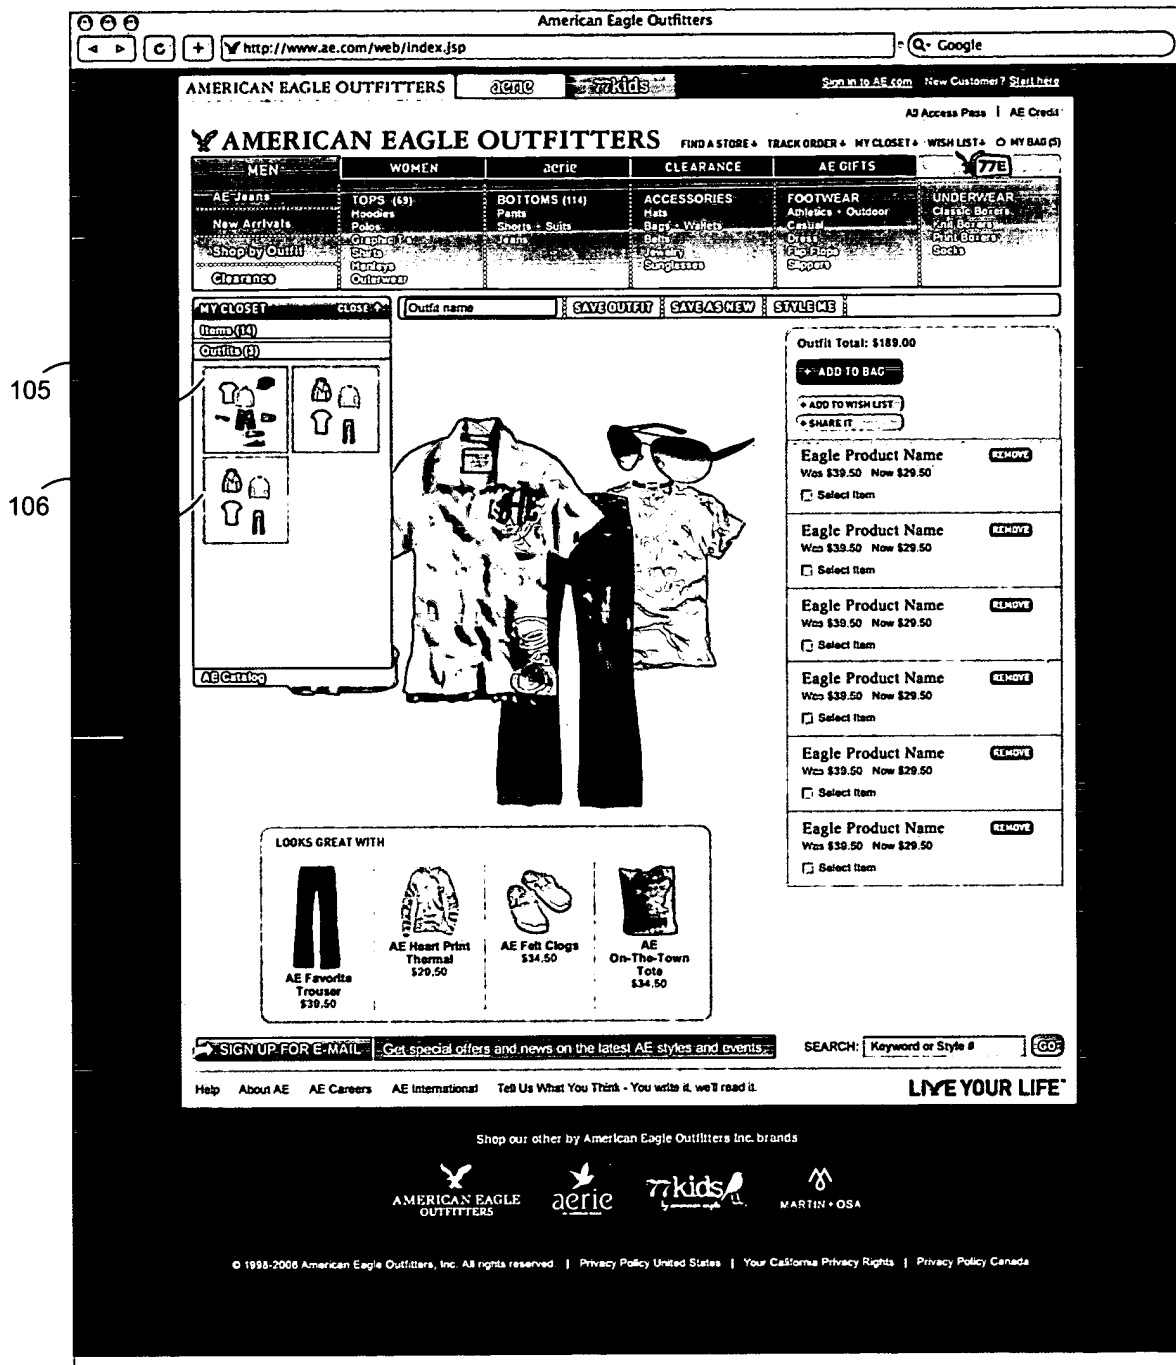 American Eagle Outfitters
http://www.ae.com/web/index.jsp
Q- Google
AMERICAN EAGLE OUTFITTERS aerie 77kids Sign in to AE.com New Customer? Start here
All Access Pass | AE Credit
AMERICAN EAGLE OUTFITTERS FIND A STORE TRACK ORDER MY CLOSET WISH LIST MY BAG (5)
MEN WOMEN aerie CLEARANCE AE GIFTS 77E
AE Jeans
New Arrivals
Shop by Outfit
Clearance
TOPS (69)
Hoodies
Polos
Graphic T's
Shirts
Henleys
Outerwear
BOTTOMS (114)
Pants
Shorts + Suits
Jeans
ACCESSORIES
Hats
Bags + Wallets
Belts
Jewelry
Sunglasses
FOOTWEAR
Athletics + Outdoor
Casual
Dress
Flip Flops
Slippers
UNDERWEAR
Classic Boxers
Knit Boxers
Print Boxers
Socks
MY CLOSET CLOSE
Items (14)
Outfits (3)
AE Catalog
105
106
Outfit name SAVE OUTFIT SAVE AS NEW STYLE ME
Outfit Total: $189.00
+ ADD TO BAG
+ ADD TO WISH LIST
+ SHARE IT
Eagle Product Name REMOVE
Was $39.50 Now $29.50
Select Item
Eagle Product Name REMOVE
Was $39.50 Now $29.50
Select Item
Eagle Product Name REMOVE
Was $39.50 Now $29.50
Select Item
Eagle Product Name REMOVE
Was $39.50 Now $29.50
Select Item
Eagle Product Name REMOVE
Was $39.50 Now $29.50
Select Item
Eagle Product Name REMOVE
Was $39.50 Now $29.50
Select Item
LOOKS GREAT WITH
AE Favorite
Trouser
$39.50
AE Heart Print
Thermal
$29.50
AE Felt Clogs
$34.50
AE
On-The-Town
Tote
$34.50
SIGN UP FOR E-MAIL Get special offers and news on the latest AE styles and events. SEARCH: Keyword or Style # GO
Help About AE AE Careers AE International Tell Us What You Think - You write it, we'll read it. LIVE YOUR LIFE
Shop our other by American Eagle Outfitters Inc. brands
AMERICAN EAGLE
OUTFITTERS
aerie
77kids
by american eagle
MARTIN + OSA
© 1998-2006 American Eagle Outfitters, Inc. All rights reserved. | Privacy Policy United States | Your California Privacy Rights | Privacy Policy Canada